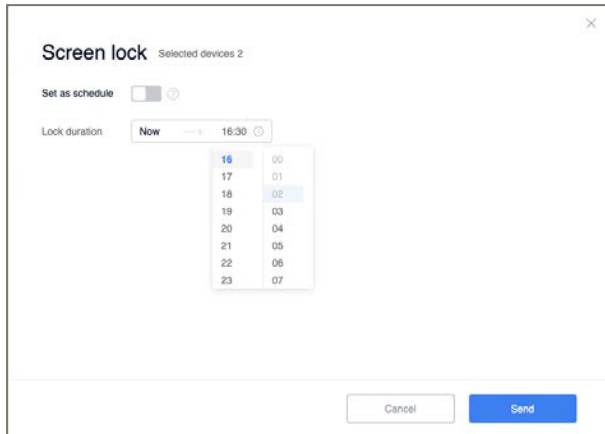 Screen lock Selected devices 2
Set as schedule
Lock duration Now 16:30
16 00
17 01
18 02
19 03
20 04
21 05
22 06
23 07
Cancel Send